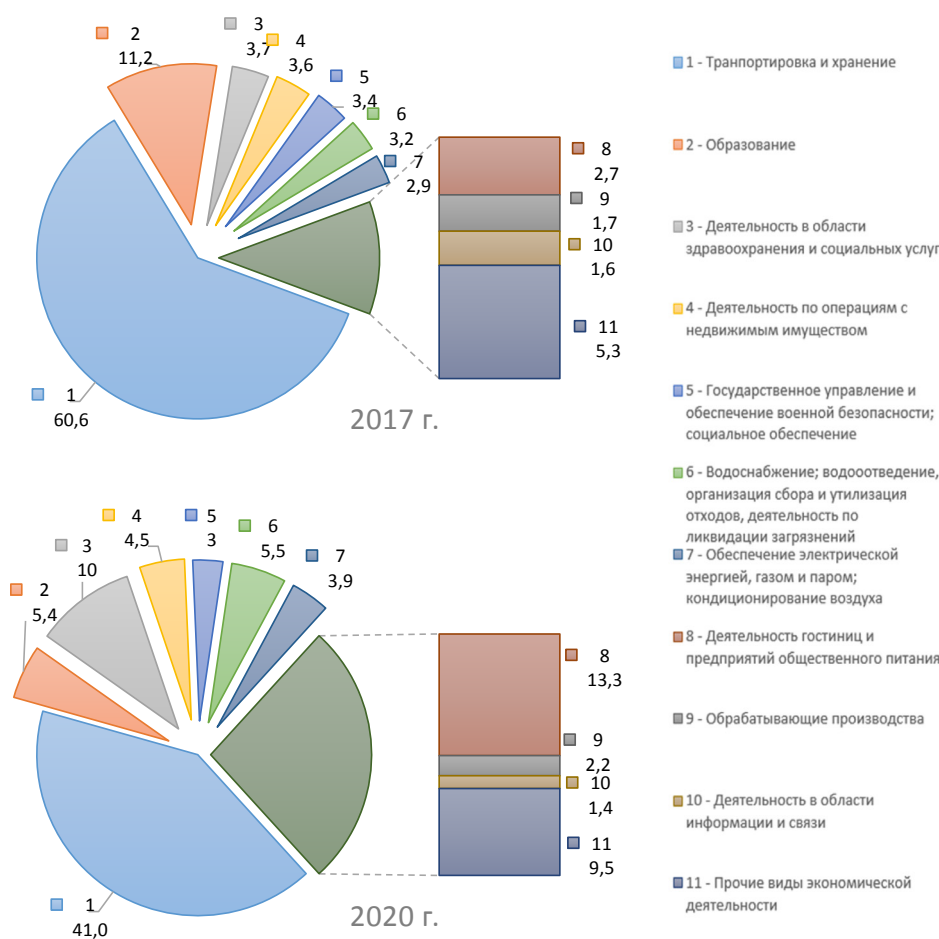 2
11,2
3
3,7
4
3,6
5
3,4
6
3,2
7
2,9
8
2,7
9
1,7
10
1,6
11
5,3
1
60,6
2017 г.
4
4,5
5
3
6
5,5
7
3,9
3
10
2
5,4
8
13,3
9
2,2
10
1,4
11
9,5
1
41,0
2020 г.
1 - Транпортировка и хранение
2 - Образование
3 - Деятельность в области
здравоохранения и социальных услуг
4 - Деятельность по операциям с
недвижимым имуществом
5 - Государственное управление и
обеспечение военной безопасности;
социальное обеспечение
6 - Водоснабжение; водооотведение,
организация сбора и утилизация
отходов, деятельность по
ликвидации загрязнений
7 - Обеспечение электрической
энергией, газом и паром;
кондиционирование воздуха
8 - Деятельность гостиниц и
предприятий общественного питания
9 - Обрабатывающие производства
10 - Деятельность в области
информации и связи
11 - Прочие виды экономической
деятельности